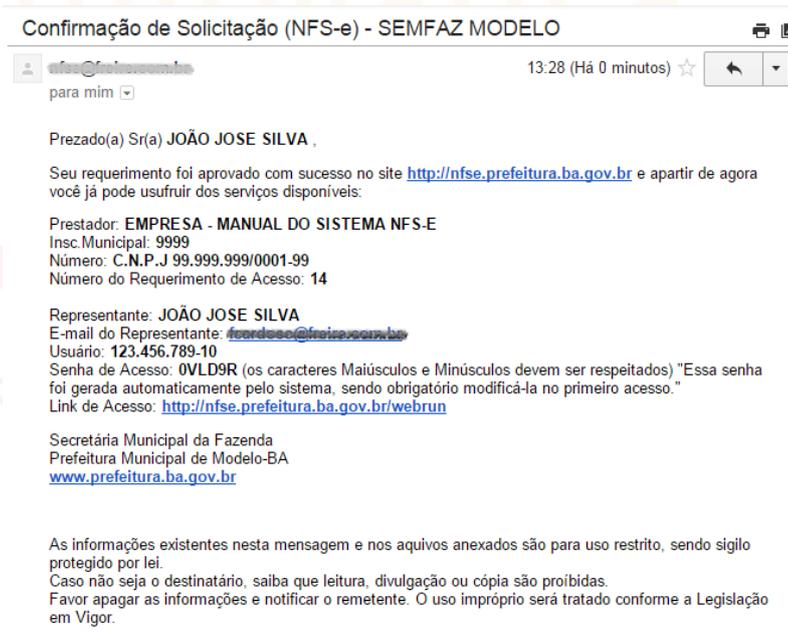 Confirmação de Solicitação (NFS-e) - SEMFAZ MODELO
13:28 (Há 0 minutos)
para mim
Prezado(a) Sr(a) JOÃO JOSE SILVA ,
Seu requerimento foi aprovado com sucesso no site http://nfse.prefeitura.ba.gov.br e apartir de agora
você já pode usufruir dos serviços disponíveis:
Prestador: EMPRESA - MANUAL DO SISTEMA NFS-E
Insc.Municipal: 9999
Número: C.N.P.J 99.999.999/0001-99
Número do Requerimento de Acesso: 14
Representante: JOÃO JOSE SILVA
E-mail do Representante:
Usuário: 123.456.789-10
Senha de Acesso: 0VLD9R (os caracteres Maiúsculos e Minúsculos devem ser respeitados) "Essa senha
foi gerada automaticamente pelo sistema, sendo obrigatório modificá-la no primeiro acesso."
Link de Acesso: http://nfse.prefeitura.ba.gov.br/webrun
Secretária Municipal da Fazenda
Prefeitura Municipal de Modelo-BA
www.prefeitura.ba.gov.br
As informações existentes nesta mensagem e nos aquivos anexados são para uso restrito, sendo sigilo
protegido por lei.
Caso não seja o destinatário, saiba que leitura, divulgação ou cópia são proíbidas.
Favor apagar as informações e notificar o remetente. O uso impróprio será tratado conforme a Legislação
em Vigor.